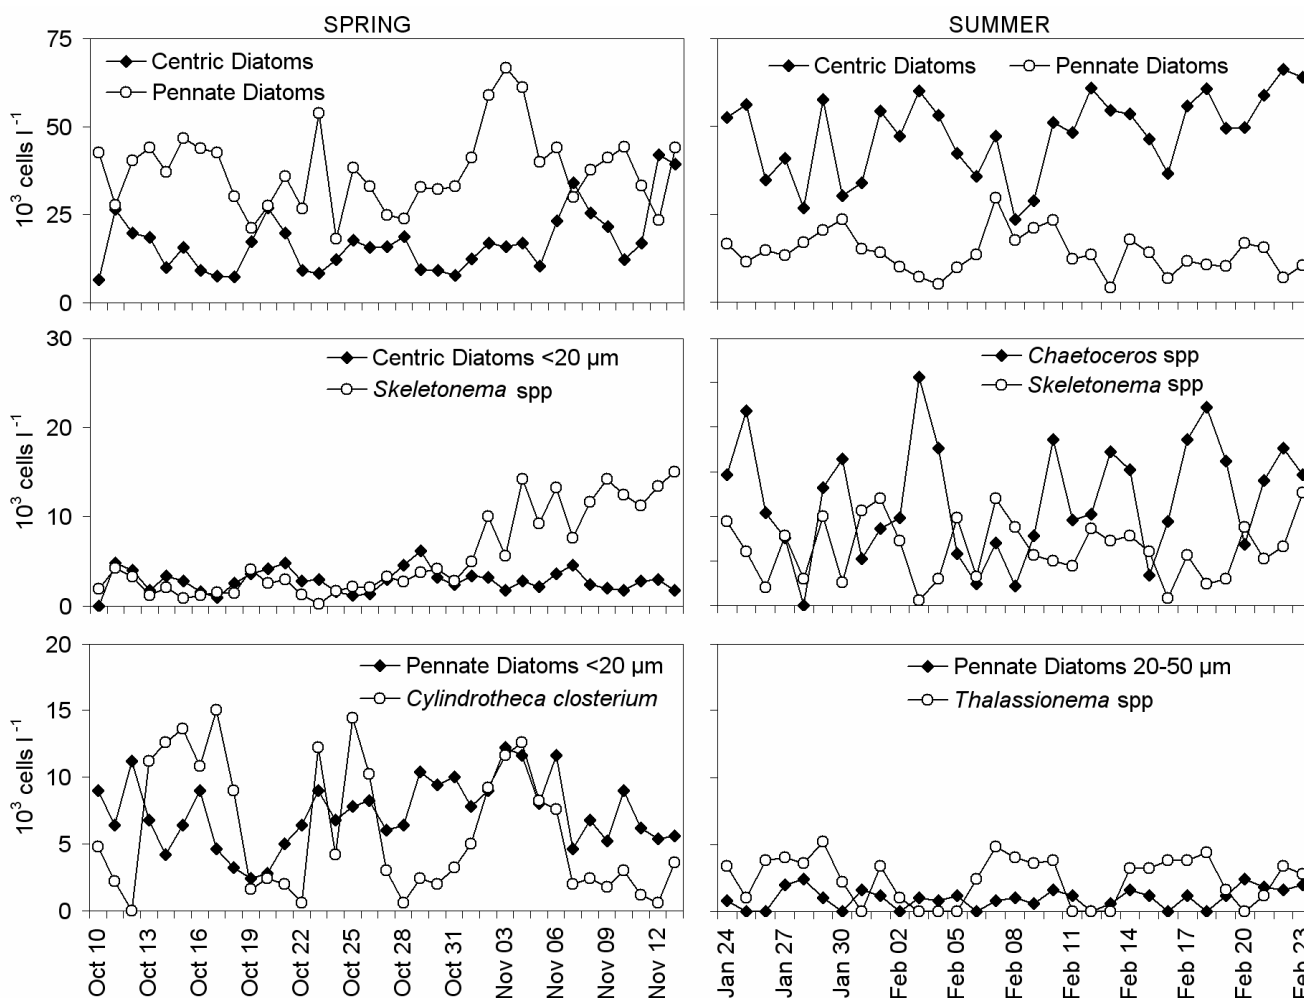 SPRING
SUMMER
75
50
25
0
10³ cells l⁻¹
Centric Diatoms
Pennate Diatoms
Centric Diatoms
Pennate Diatoms
30
20
10
0
10³ cells l⁻¹
Centric Diatoms <20 µm
Skeletonema spp
Chaetoceros spp
Skeletonema spp
20
15
10
5
0
10³ cells l⁻¹
Pennate Diatoms <20 µm
Cylindrotheca closterium
Pennate Diatoms 20-50 µm
Thalassionema spp
Oct 10
Oct 13
Oct 16
Oct 19
Oct 22
Oct 25
Oct 28
Oct 31
Nov 03
Nov 06
Nov 09
Nov 12
Jan 24
Jan 27
Jan 30
Feb 02
Feb 05
Feb 08
Feb 11
Feb 14
Feb 17
Feb 20
Feb 23